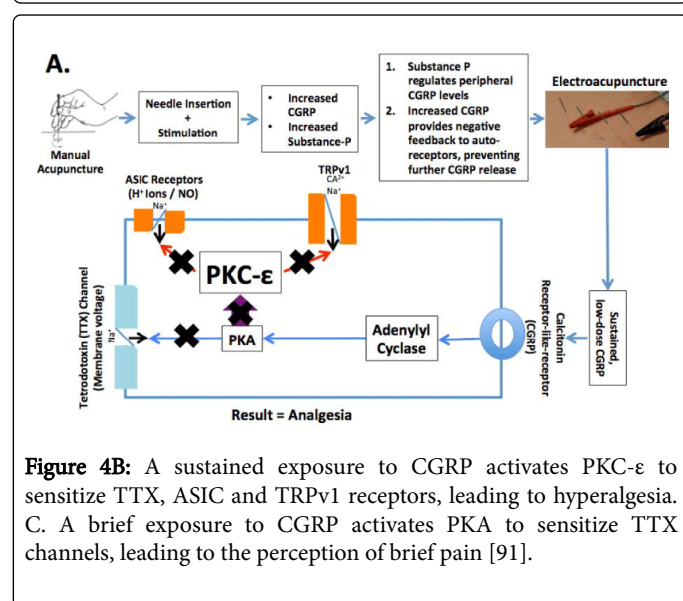 A.
Manual
Acupuncture
Needle Insertion
+
Stimulation
• Increased
CGRP
• Increased
Substance-P
1. Substance P
regulates peripheral
CGRP levels
2. Increased CGRP
provides negative
feedback to auto-
receptors, preventing
further CGRP release
Electroacupuncture
ASIC Receptors
(H⁺ Ions / NO)
Na⁺
TRPv1
CA²⁺
Na⁺
PKC-ε
Tetrodotoxin (TTX) Channel
(Membrane voltage)
Na⁺
PKA
Adenylyl
Cyclase
Calcitonin
Receptor-like-receptor
(CGRP)
Sustained,
low-dose CGRP
Result = Analgesia
Figure 4B: A sustained exposure to CGRP activates PKC-ε to
sensitize TTX, ASIC and TRPv1 receptors, leading to hyperalgesia.
C. A brief exposure to CGRP activates PKA to sensitize TTX
channels, leading to the perception of brief pain [91].